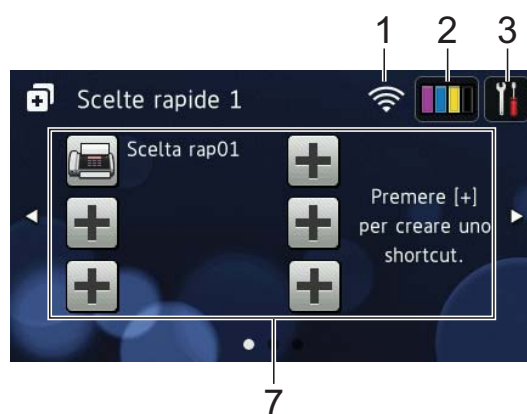 1 2 3
Scelte rapide 1
Scelta rap01
Premere [+]
per creare uno
shortcut.
7